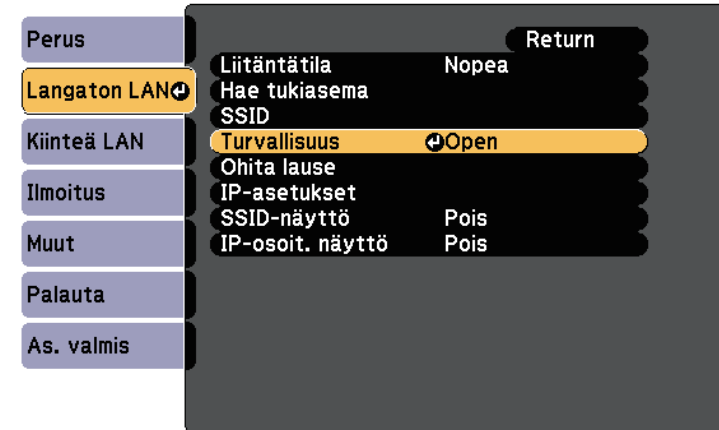 Perus
Langaton LAN
Kiinteä LAN
Ilmoitus
Muut
Palauta
As. valmis
Return
Liitäntätila Nopea
Hae tukiasema
SSID
Turvallisuus Open
Ohita lause
IP-asetukset
SSID-näyttö Pois
IP-osoit. näyttö Pois